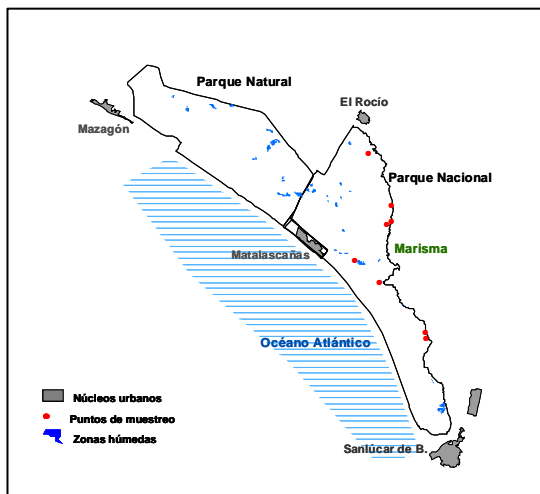 Parque Natural
El Rocío
Mazagón
Parque Nacional
Marisma
Matalascañas
Océano Atlántico
Núcleos urbanos
Puntos de muestreo
Zonas húmedas
Sanlúcar de B.